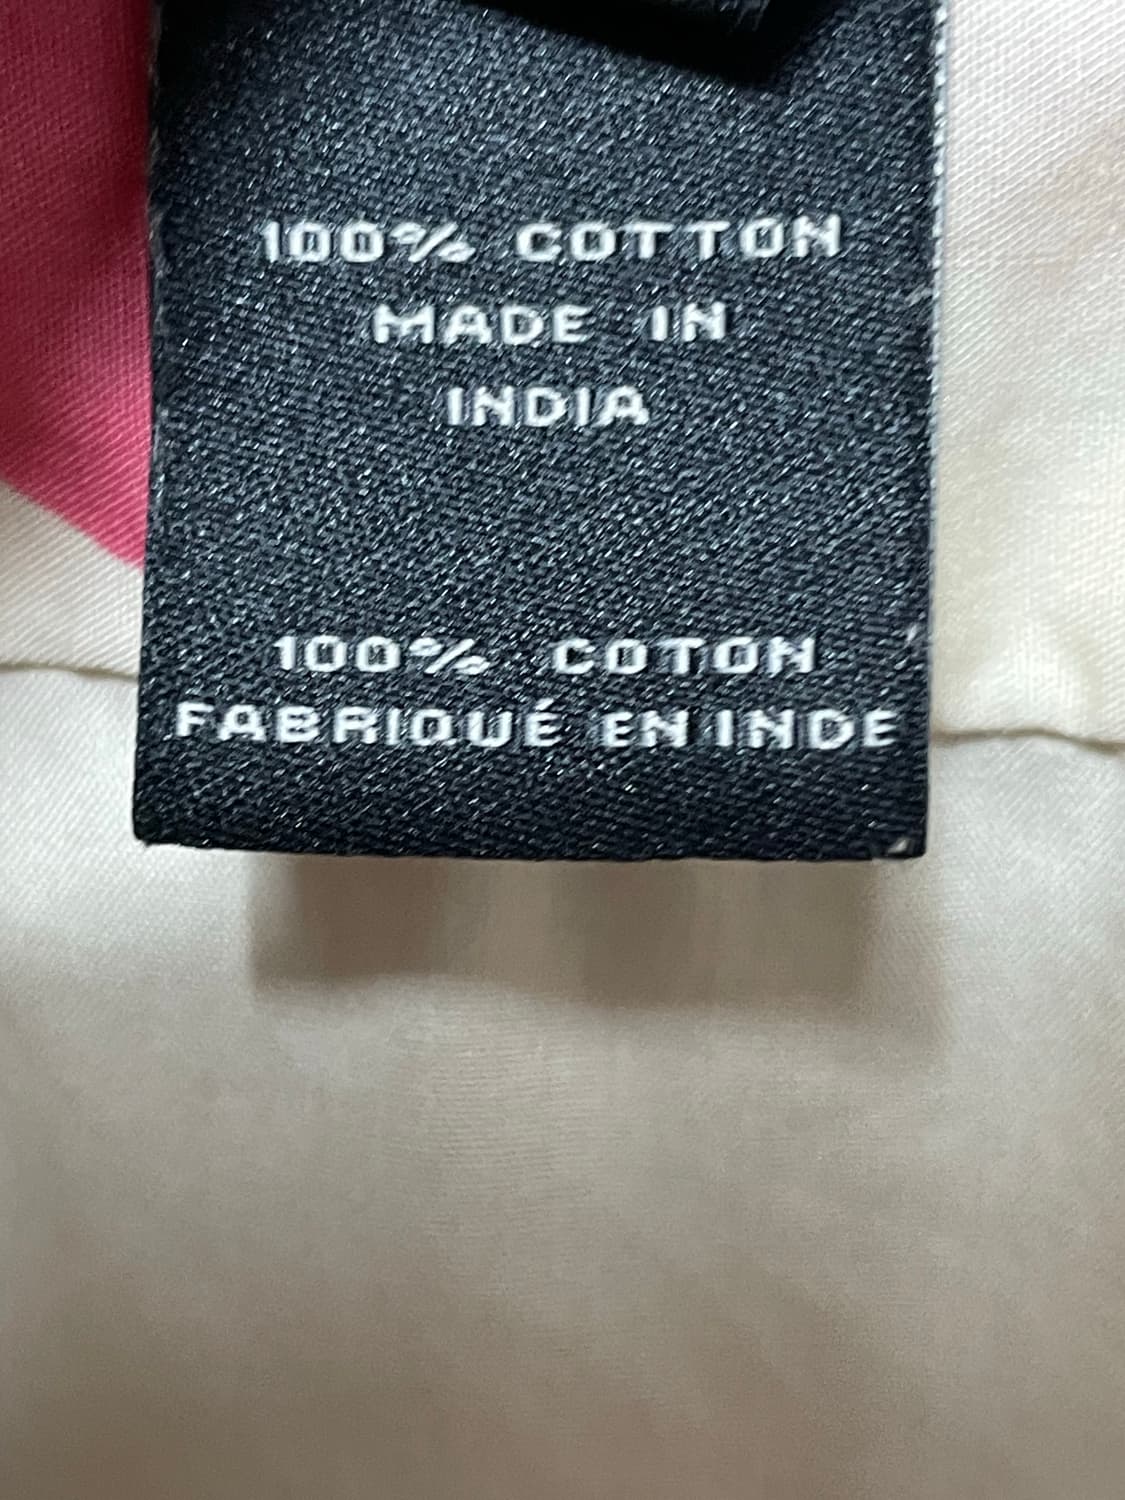 100% COTTON
MADE IN
INDIA
100% COTON
FABRIQUÉ EN INDE